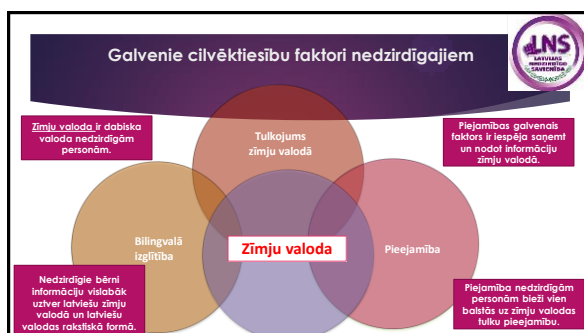 Galvenie cilvēktiesību faktori nedzirdīgajiem
LNS
LATVIJAS
NEDZIRDĪGO
SAVIENĪBA
Zīmju valoda ir dabiska
valoda nedzirdīgām
personām.
Tulkojums
zīmju valodā
Piejamības galvenais
faktors ir iespēja saņemt
un nodot informāciju
zīmju valodā.
Bilingvalā
izglītība
Zīmju valoda
Pieejamība
Nedzirdīgie bērni
informāciju vislabāk
uztver latviešu zīmju
valodā un latviešu
valodas rakstiskā formā.
Piejamība nedzirdīgām
personām bieži vien
balstās uz zīmju valodas
tulku pieejamību.